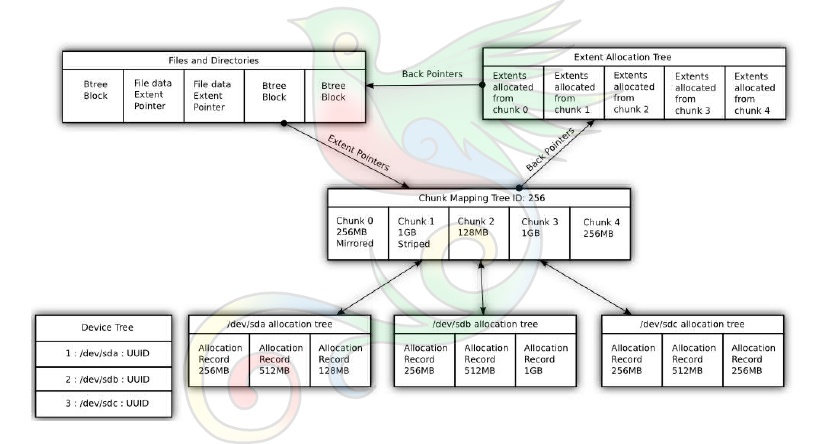 Files and Directories
Btree
Block
File data
Extent
Pointer
File data
Extent
Pointer
Btree
Block
Btree
Block
Back Pointers
Extent Allocation Tree
Extents
allocated
from
chunk 0
Extents
allocated
from
chunk 1
Extents
allocated
from
chunk 2
Extents
allocated
from
chunk 3
Extents
allocated
from
chunk 4
Extent Pointers
Back Pointers
Chunk Mapping Tree ID: 256
Chunk 0
256MB
Mirrored
Chunk 1
1GB
Striped
Chunk 2
128MB
Chunk 3
1GB
Chunk 4
256MB
Device Tree
1 : /dev/sda : UUID
2 : /dev/sdb : UUID
3 : /dev/sdc : UUID
/dev/sda allocation tree
Allocation
Record
256MB
Allocation
Record
512MB
Allocation
Record
128MB
/dev/sdb allocation tree
Allocation
Record
256MB
Allocation
Record
512MB
Allocation
Record
1GB
/dev/sdc allocation tree
Allocation
Record
256MB
Allocation
Record
512MB
Allocation
Record
256MB